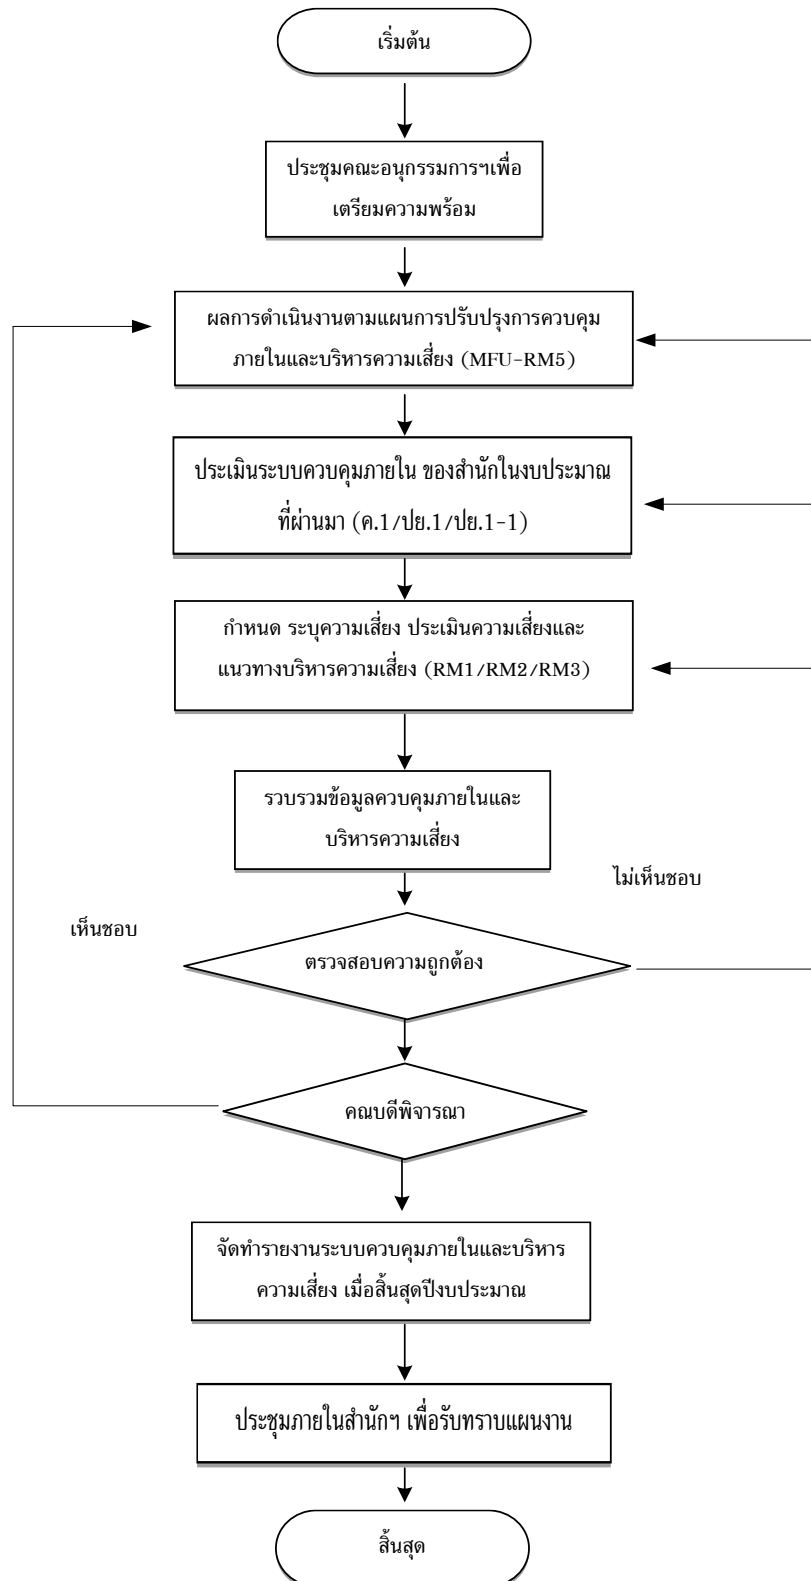 เริ่มต้น
ประชุมคณะอนุกรรมการฯเพื่อ
เตรียมความพร้อม
ผลการดำเนินงานตามแผนการปรับปรุงการควบคุม
ภายในและบริหารความเสี่ยง (MFU-RM5)
ประเมินระบบควบคุมภายใน ของสำนักในงบประมาณ
ที่ผ่านมา (ค.1/ปย.1/ปย.1-1)
กำหนด ระบุความเสี่ยง ประเมินความเสี่ยงและ
แนวทางบริหารความเสี่ยง (RM1/RM2/RM3)
รวบรวมข้อมูลควบคุมภายในและ
บริหารความเสี่ยง
ไม่เห็นชอบ
เห็นชอบ
ตรวจสอบความถูกต้อง
คณบดีพิจารณา
จัดทำรายงานระบบควบคุมภายในและบริหาร
ความเสี่ยง เมื่อสิ้นสุดปีงบประมาณ
ประชุมภายในสำนักฯ เพื่อรับทราบแผนงาน
สิ้นสุด